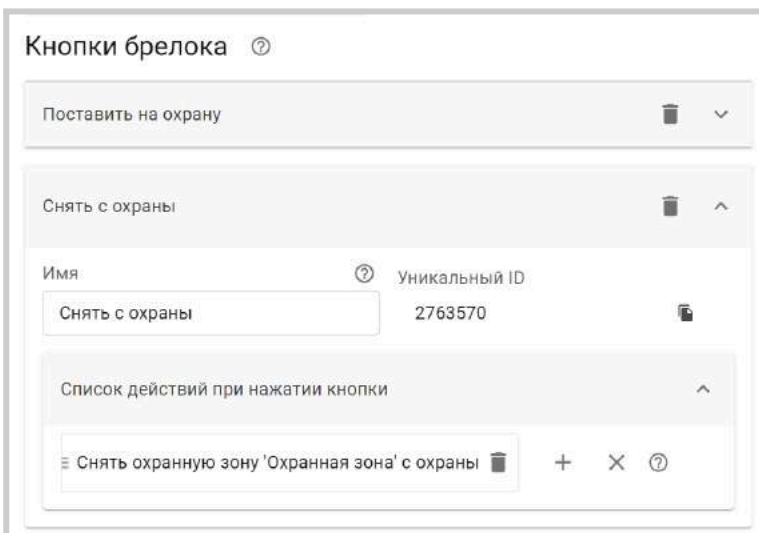 Кнопки брелока
Поставить на охрану
Снять с охраны
Имя
Уникальный ID
Снять с охраны
2763570
Список действий при нажатии кнопки
Снять охранную зону 'Охранная зона' с охраны